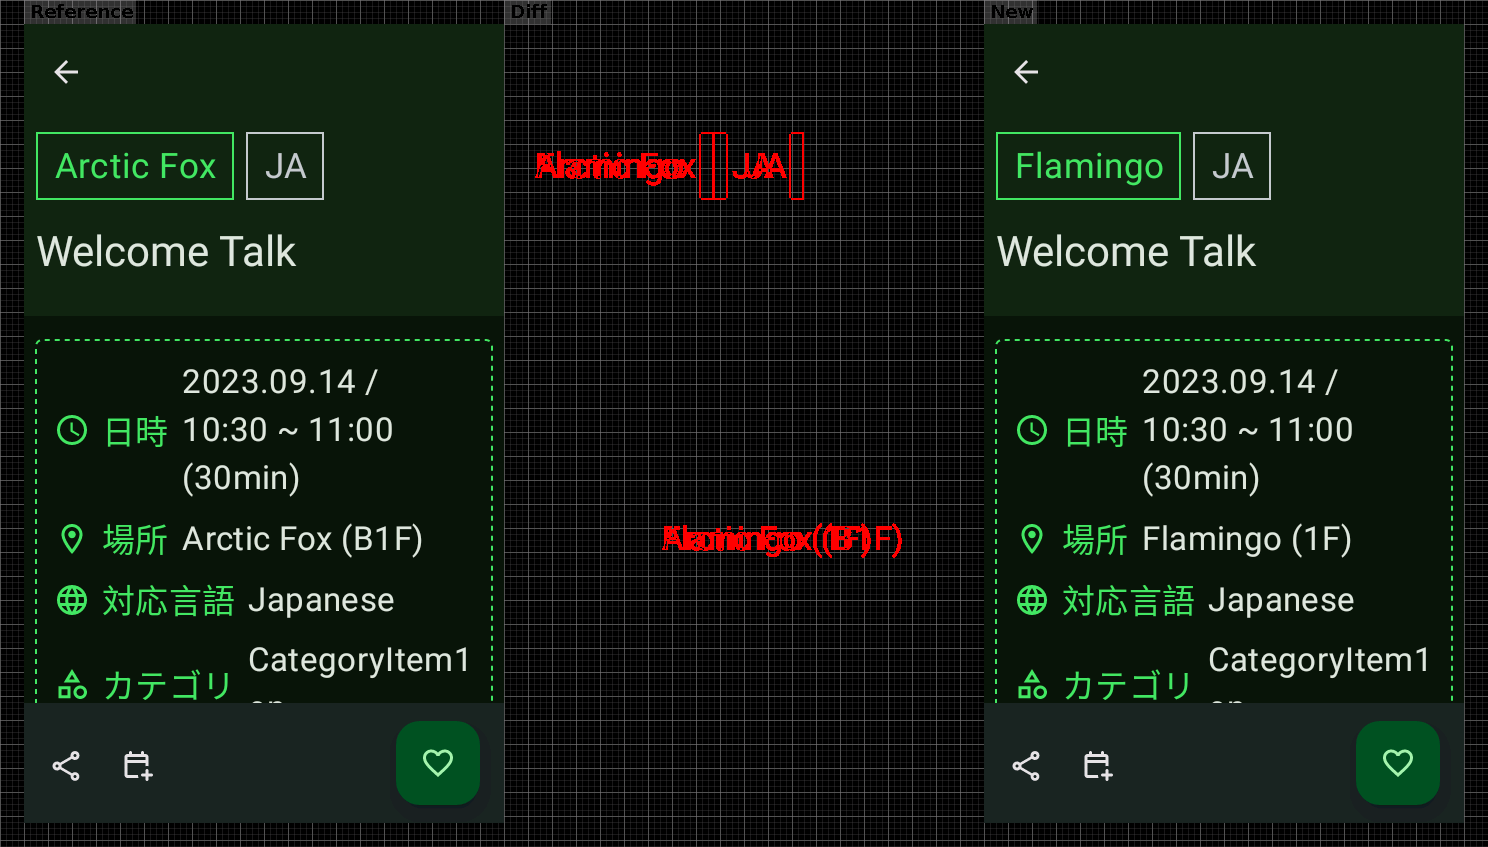 Reference
Diff
New
Arctic Fox
JA
Welcome Talk
日時
2023.09.14 /
10:30 ~ 11:00
(30min)
場所
Arctic Fox (B1F)
対応言語
Japanese
カテゴリ
CategoryItem1
JA
Flamingo
JA
Welcome Talk
日時
2023.09.14 /
10:30 ~ 11:00
(30min)
場所
Flamingo (1F)
対応言語
Japanese
カテゴリ
CategoryItem1